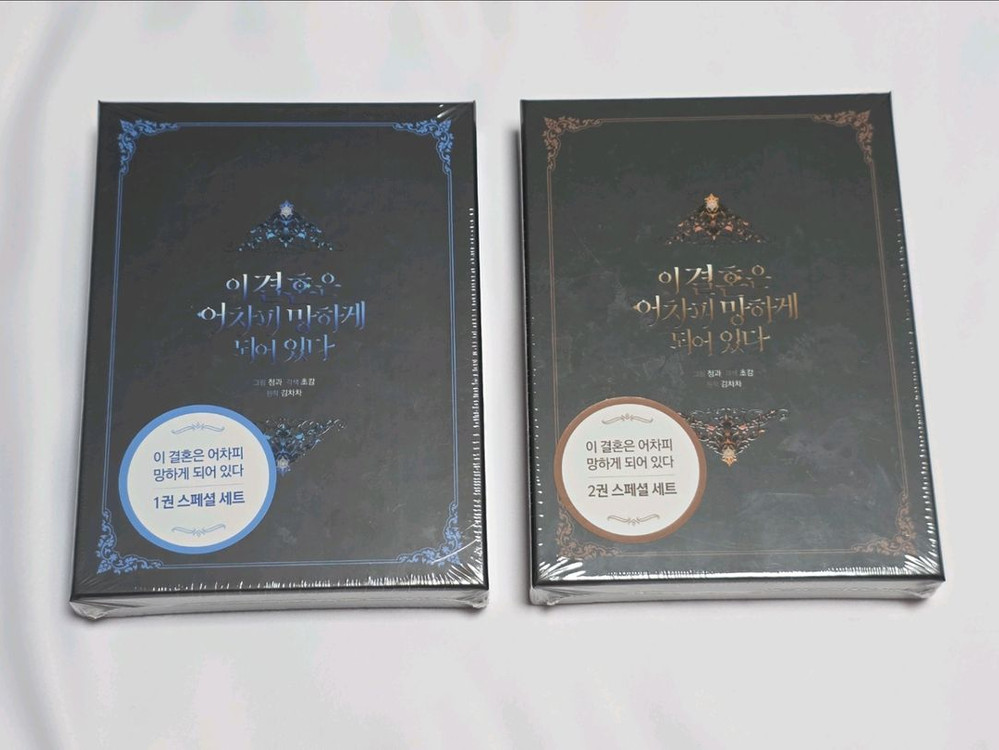 이 결혼은
어차피 망하게
되어 있다
그림 청과 각색 초감
원작 김차차
이 결혼은 어차피
망하게 되어 있다
1권 스페셜 세트
이 결혼은
어차피 망하게
되어 있다
그림 청과 각색 초감
원작 김차차
이 결혼은 어차피
망하게 되어 있다
2권 스페셜 세트